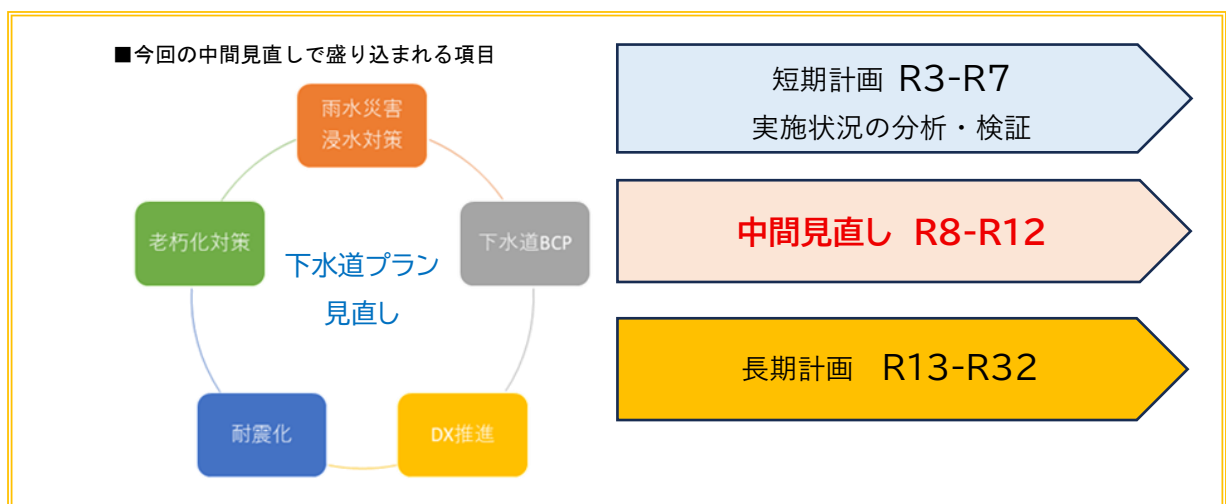 ■今回の中間見直しで盛り込まれる項目
雨水災害
浸水対策
下水道BCP
DX推進
耐震化
老朽化対策
下水道プラン
見直し
短期計画 R3-R7
実施状況の分析・検証
中間見直し R8-R12
長期計画 R13-R32